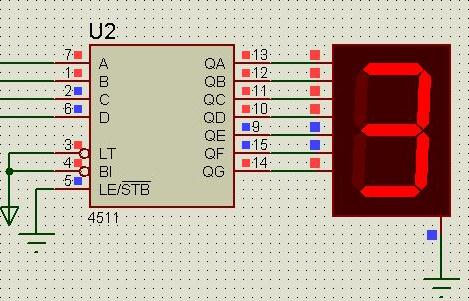 U2
7 A QA 13
1 B QB 12
2 C QC 11
6 D QD 10
QE 9
3 LT QF 15
4 BI QG 14
5 LE/STB
4511
3